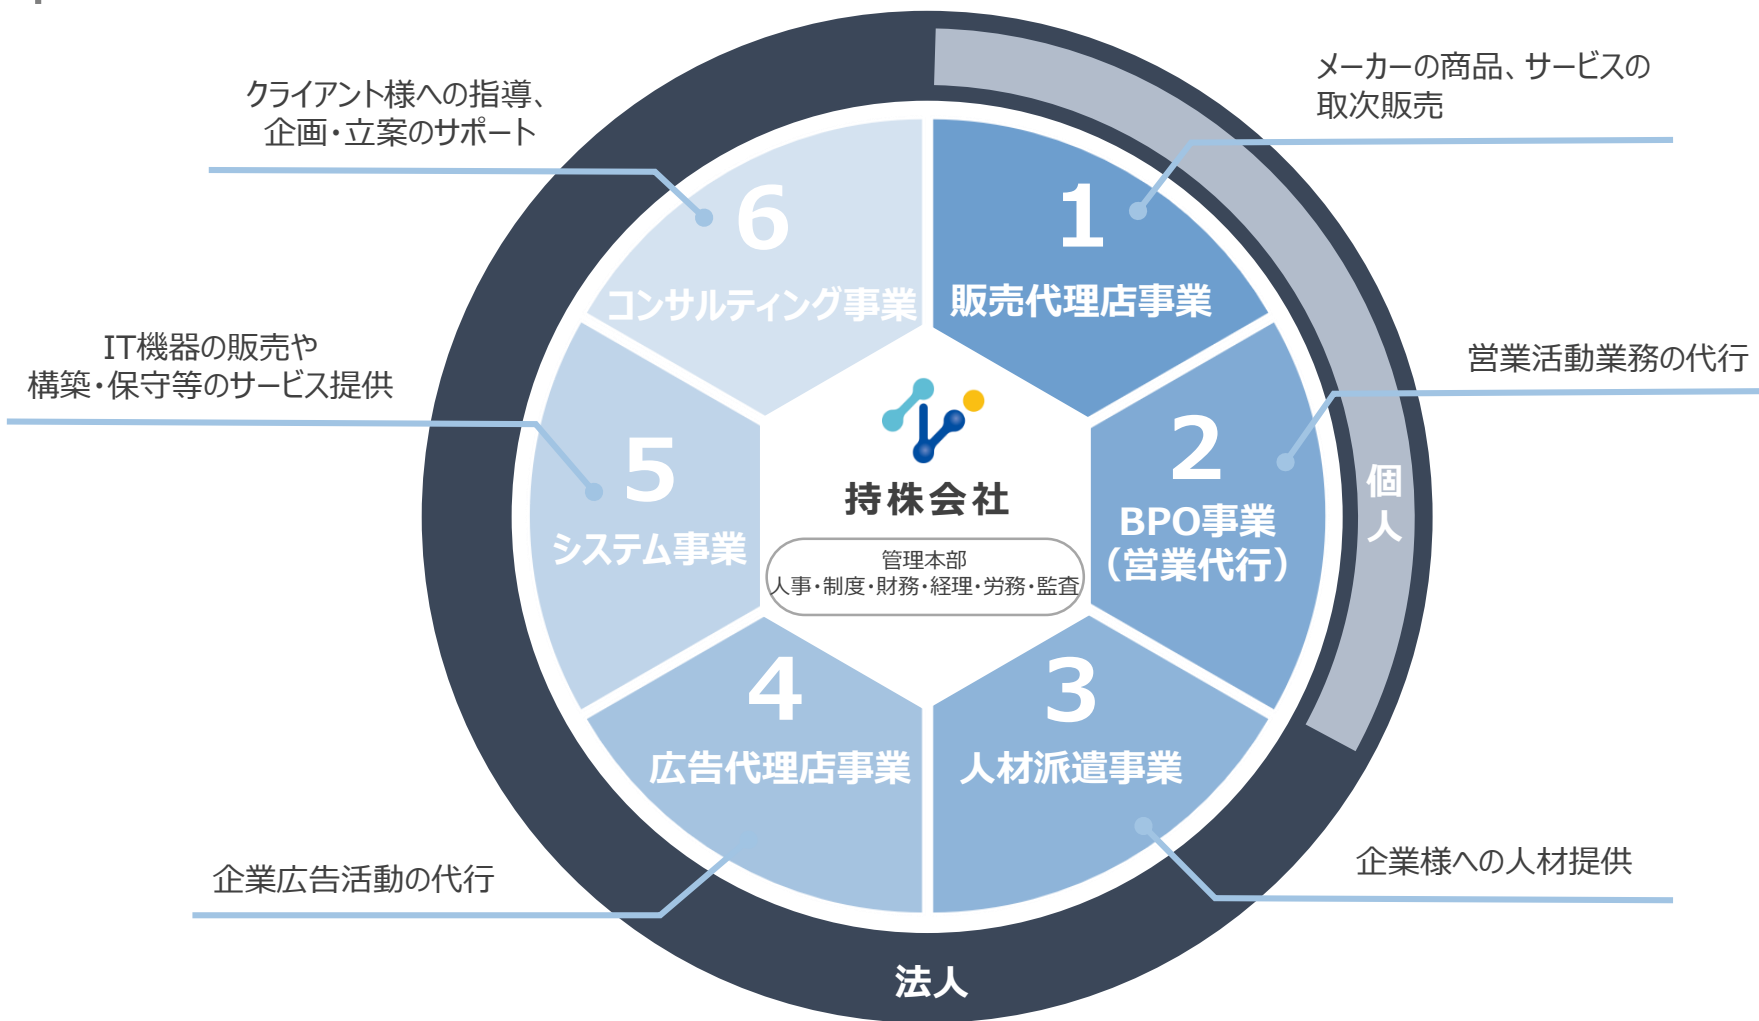 メーカーの商品、サービスの
取次販売
1
販売代理店事業
営業活動業務の代行
2
BPO事業
（営業代行）
企業様への人材提供
3
人材派遣事業
企業広告活動の代行
4
広告代理店事業
IT機器の販売や
構築・保守等のサービス提供
5
システム事業
クライアント様への指導、
企画・立案のサポート
6
コンサルティング事業
持株会社
管理本部
人事・制度・財務・経理・労務・監査
個
人
法人